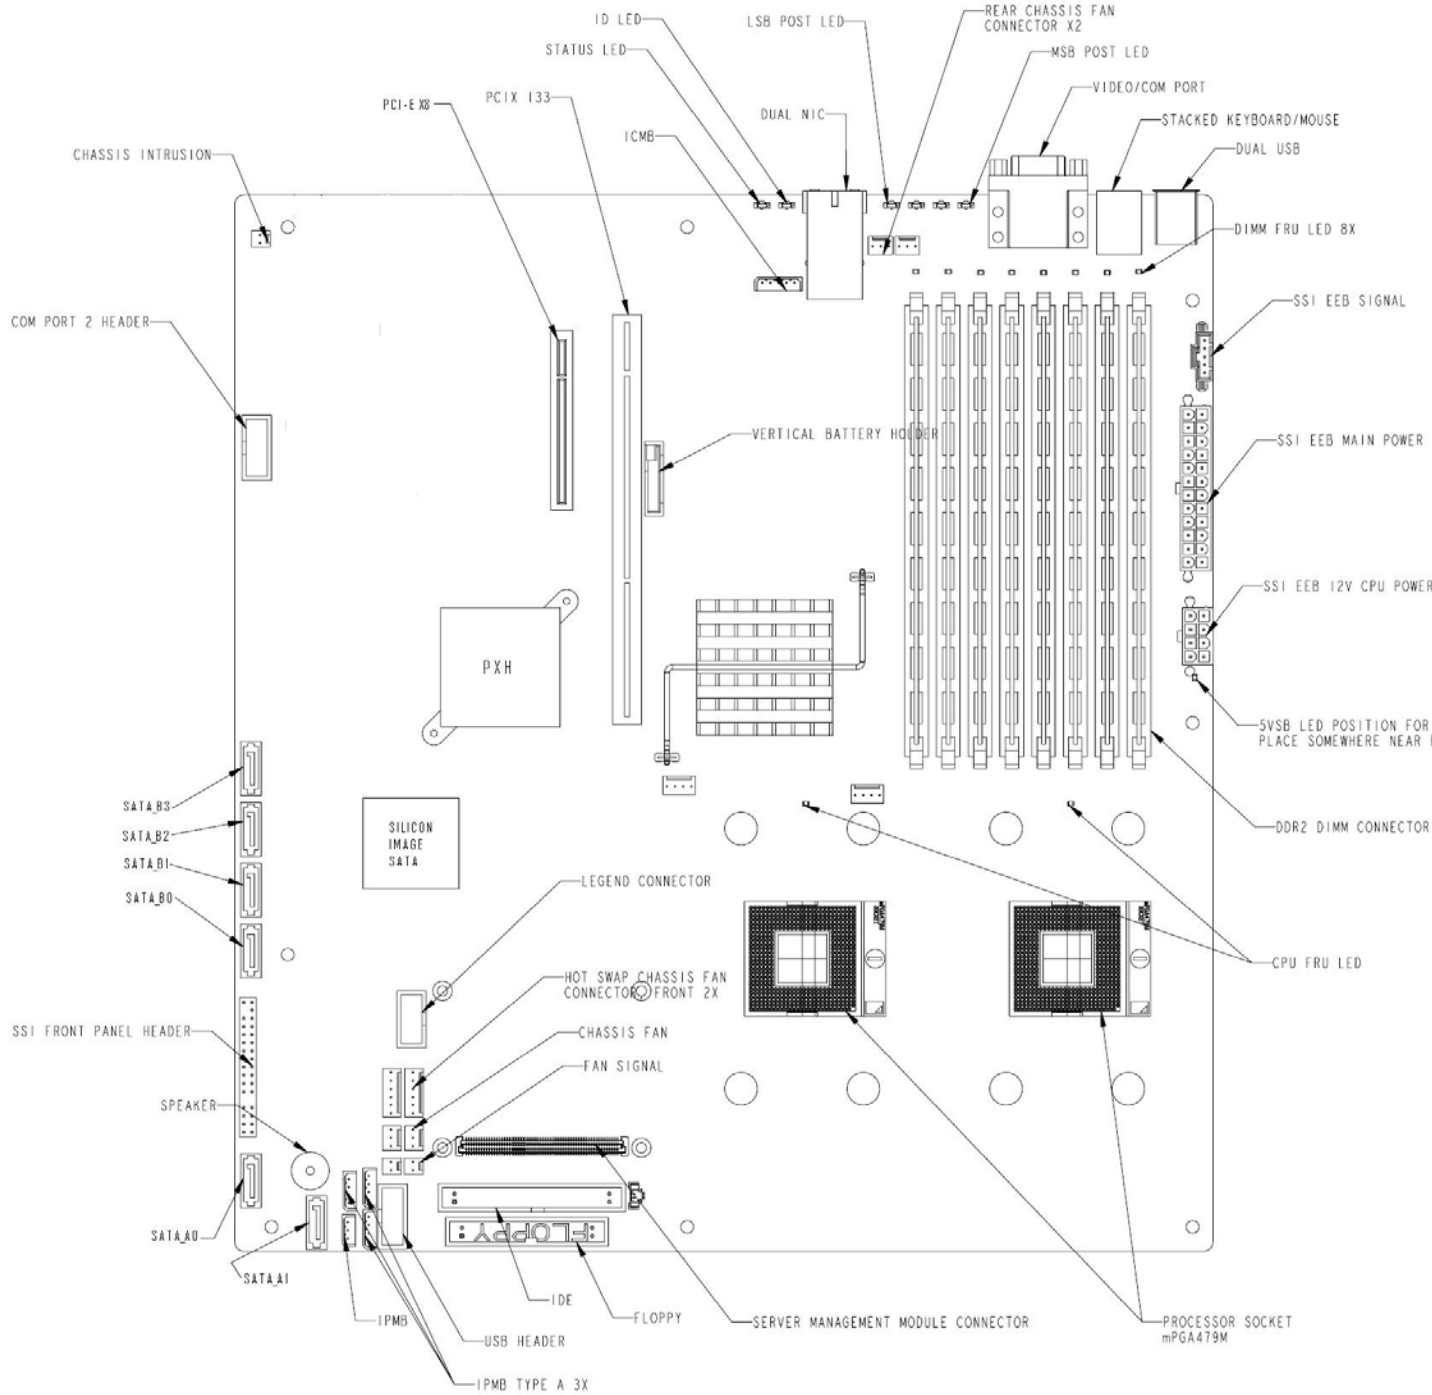 REAR CHASSIS FAN
CONNECTOR X2
ID LED
LSB POST LED
STATUS LED
MSB POST LED
VIDEO/COM PORT
PCI-E X8
PCIX 133
DUAL NIC
STACKED KEYBOARD/MOUSE
ICMB
DUAL USB
CHASSIS INTRUSION
DIMM FRU LED 8X
SSI EEB SIGNAL
COM PORT 2 HEADER
VERTICAL BATTERY HOLDER
SSI EEB MAIN POWER
SSI EEB 12V CPU POWER
PXH
5VSB LED POSITION FOR
PLACE SOMEWHERE NEAR
SATA_B3
SATA_B2
SATA_B1
SATA_B0
SILICON
IMAGE
SATA
DDR2 DIMM CONNECTOR
LEGEND CONNECTOR
mPGA479M
mPGA479M
HOT SWAP CHASSIS FAN
CONNECTOR, FRONT 2X
CPU FRU LED
SSI FRONT PANEL HEADER
CHASSIS FAN
FAN SIGNAL
SPEAKER
SATA_A0
FLOPPY
SATA_A1
IDE
IPMB
FLOPPY
SERVER MANAGEMENT MODULE CONNECTOR
PROCESSOR SOCKET
mPGA479M
USB HEADER
IPMB TYPE A 3X